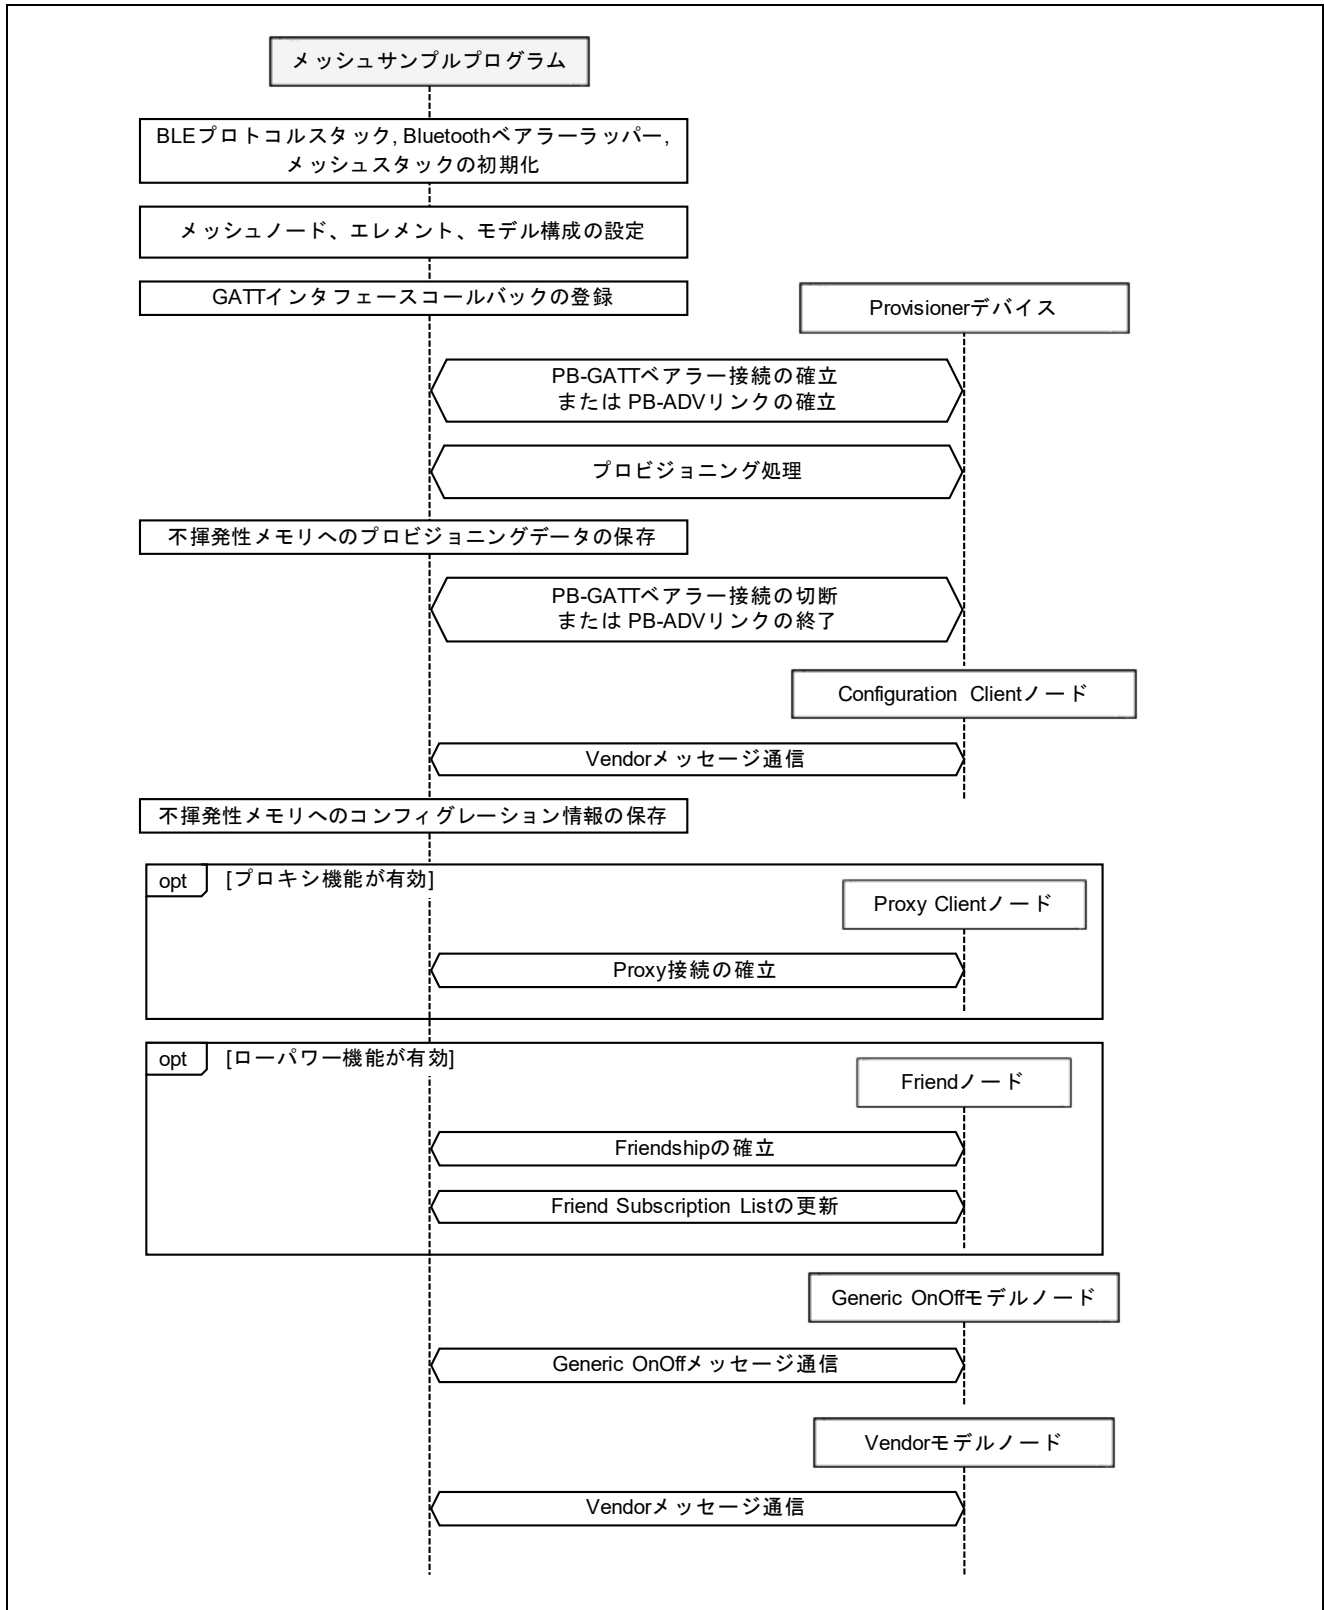 メッシュサンプルプログラム
BLEプロトコルスタック, Bluetoothベアラーラッパー,
メッシュスタックの初期化
メッシュノード、エレメント、モデル構成の設定
GATTインタフェースコールバックの登録
Provisionerデバイス
PB-GATTベアラー接続の確立
または PB-ADVリンクの確立
プロビジョニング処理
不揮発性メモリへのプロビジョニングデータの保存
PB-GATTベアラー接続の切断
または PB-ADVリンクの終了
Configuration Clientノード
Vendorメッセージ通信
不揮発性メモリへのコンフィグレーション情報の保存
opt [プロキシ機能が有効]
Proxy Clientノード
Proxy接続の確立
opt [ローパワー機能が有効]
Friendノード
Friendshipの確立
Friend Subscription Listの更新
Generic OnOffモデルノード
Generic OnOffメッセージ通信
Vendorモデルノード
Vendorメッセージ通信